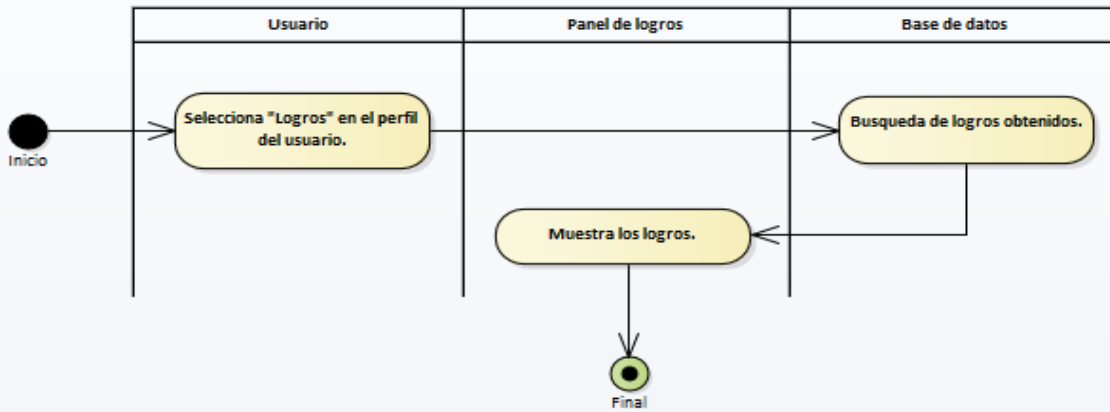 Usuario
Panel de logros
Base de datos
Inicio
Selecciona "Logros" en el perfil
del usuario.
Busqueda de logros obtenidos.
Muestra los logros.
Final